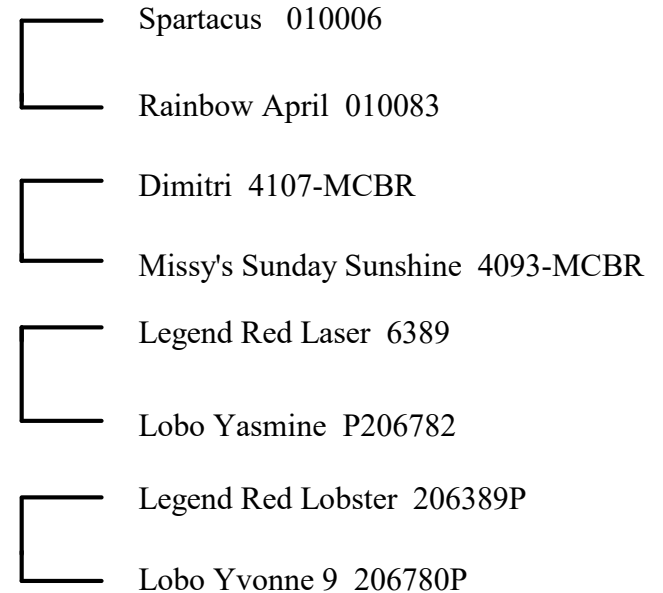 Spartacus 010006
Rainbow April 010083
Dimitri 4107-MCBR
Missy's Sunday Sunshine 4093-MCBR
Legend Red Laser 6389
Lobo Yasmine P206782
Legend Red Lobster 206389P
Lobo Yvonne 9 206780P